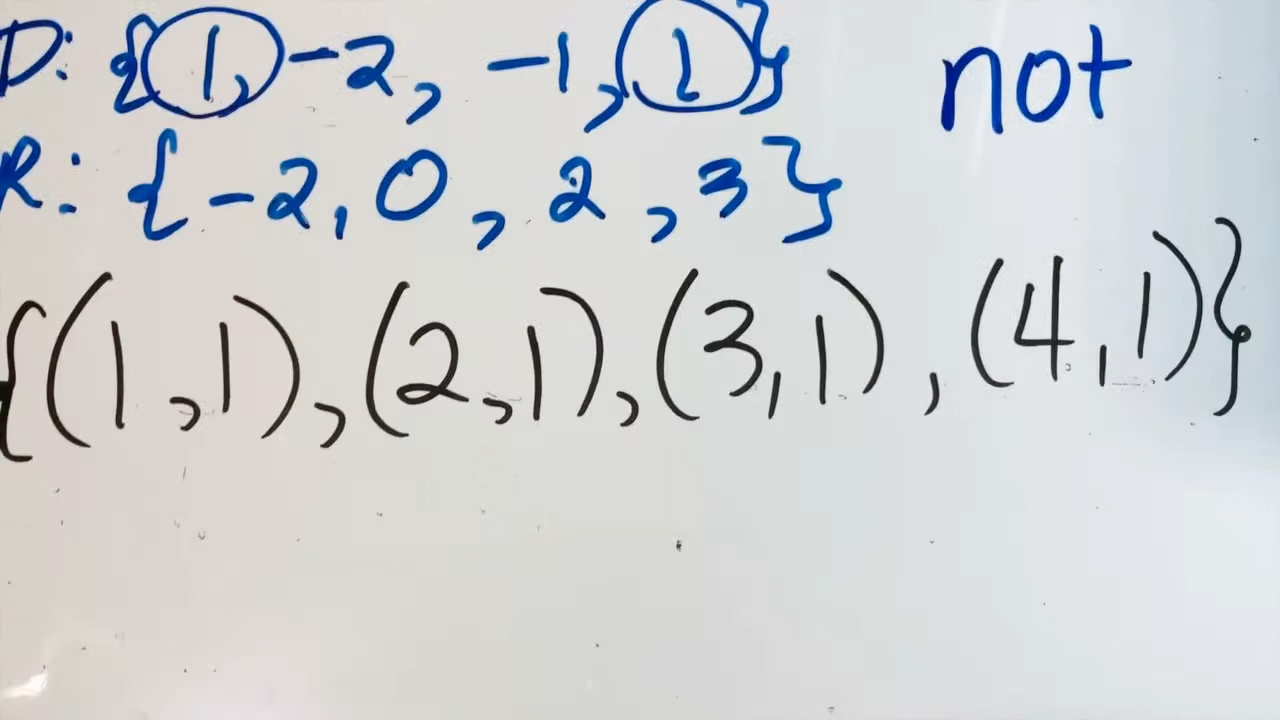 D: {1, -2, -1, 1} not
R: {-2, 0, 2, 3}
{(1,1), (2,1), (3,1), (4,1)}